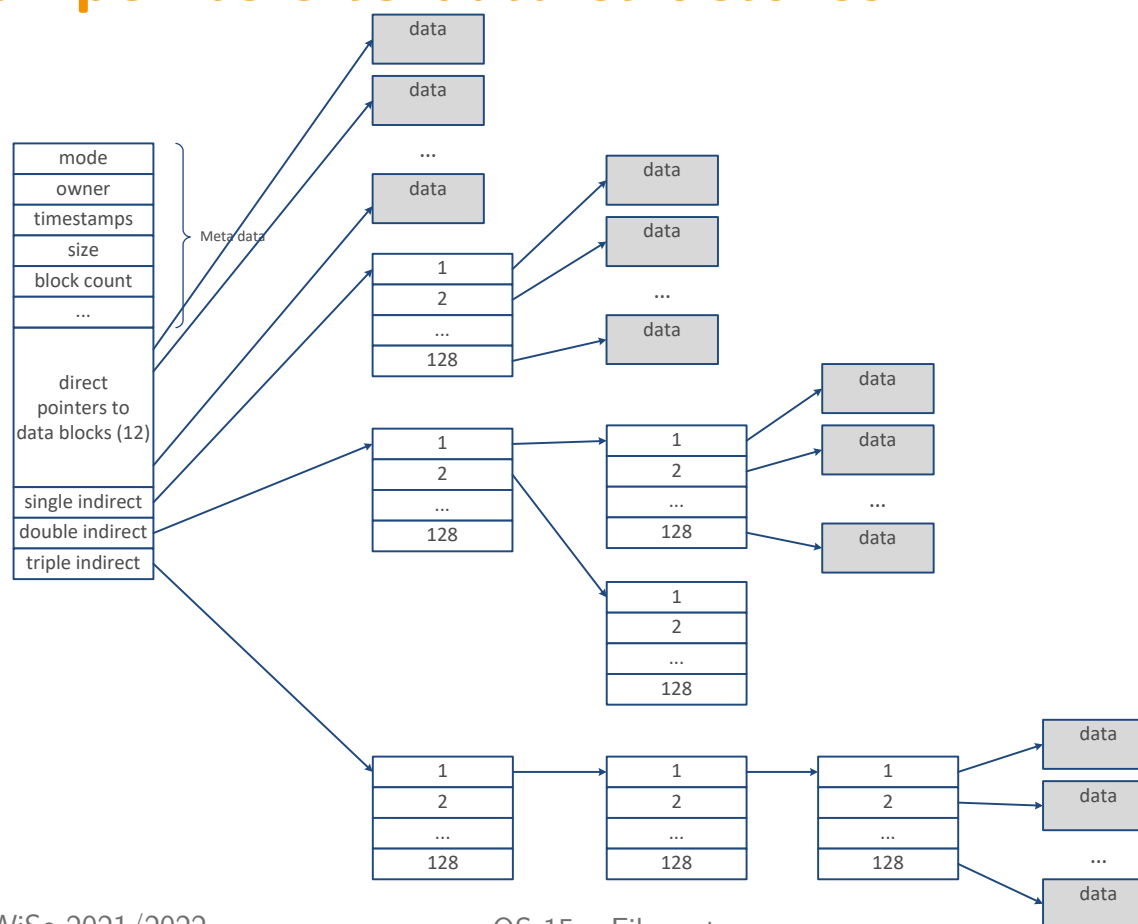 data
data
...
data
mode
owner
timestamps
size
block count
...
Meta data
direct
pointers to
data blocks (12)
single indirect
double indirect
triple indirect
1
2
...
128
data
data
...
data
1
2
...
128
1
2
...
128
data
data
...
data
1
2
...
128
1
2
...
128
1
2
...
128
1
2
...
128
data
data
...
data
2021/2022
OS 15